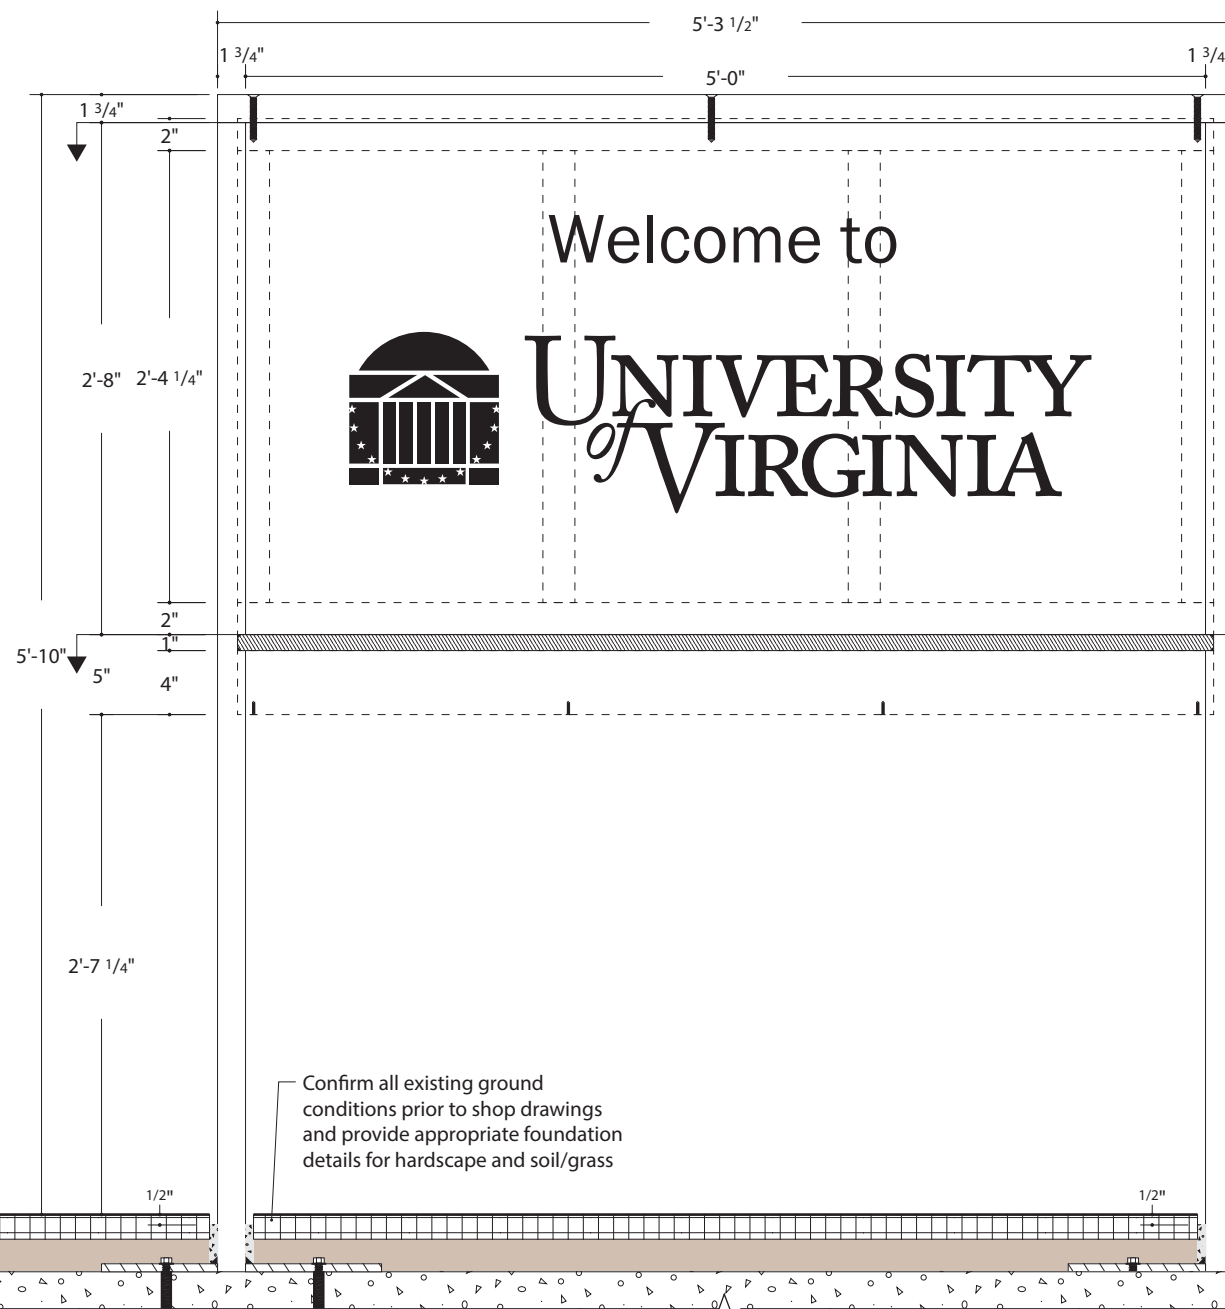 5'-3 1/2"
1 3/4"
1 3/4
5'-0"
1 3/4"
2"
Welcome to
UNIVERSITY
of VIRGINIA
2'-8"
2'-4 1/4"
2"
1"
5'-10"
5"
4"
2'-7 1/4"
Confirm all existing ground
conditions prior to shop drawings
and provide appropriate foundation
details for hardscape and soil/grass
1/2"
1/2"